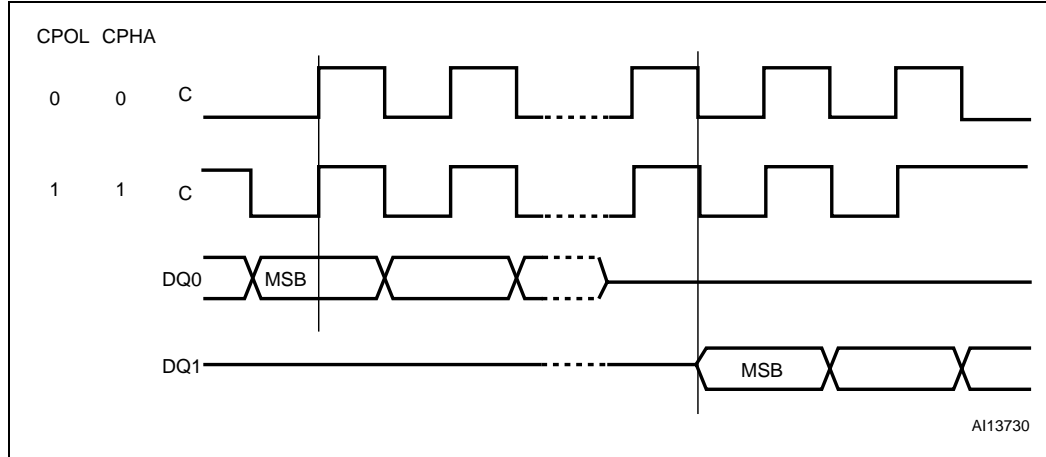 CPOL CPHA
0 0 C
1 1 C
DQ0 MSB
DQ1 MSB
AI13730